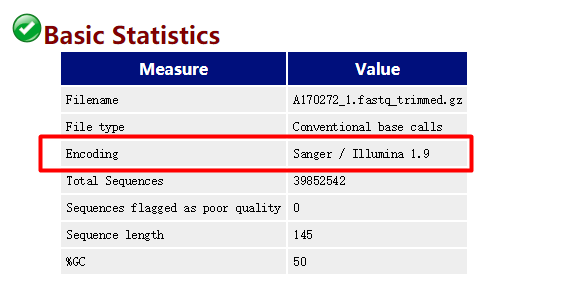 Basic Statistics
Measure Value
Filename A170272_1.fastq_trimmed.gz
File type Conventional base calls
Encoding Sanger / Illumina 1.9
Total Sequences 39852542
Sequences flagged as poor quality 0
Sequence length 145
%GC 50